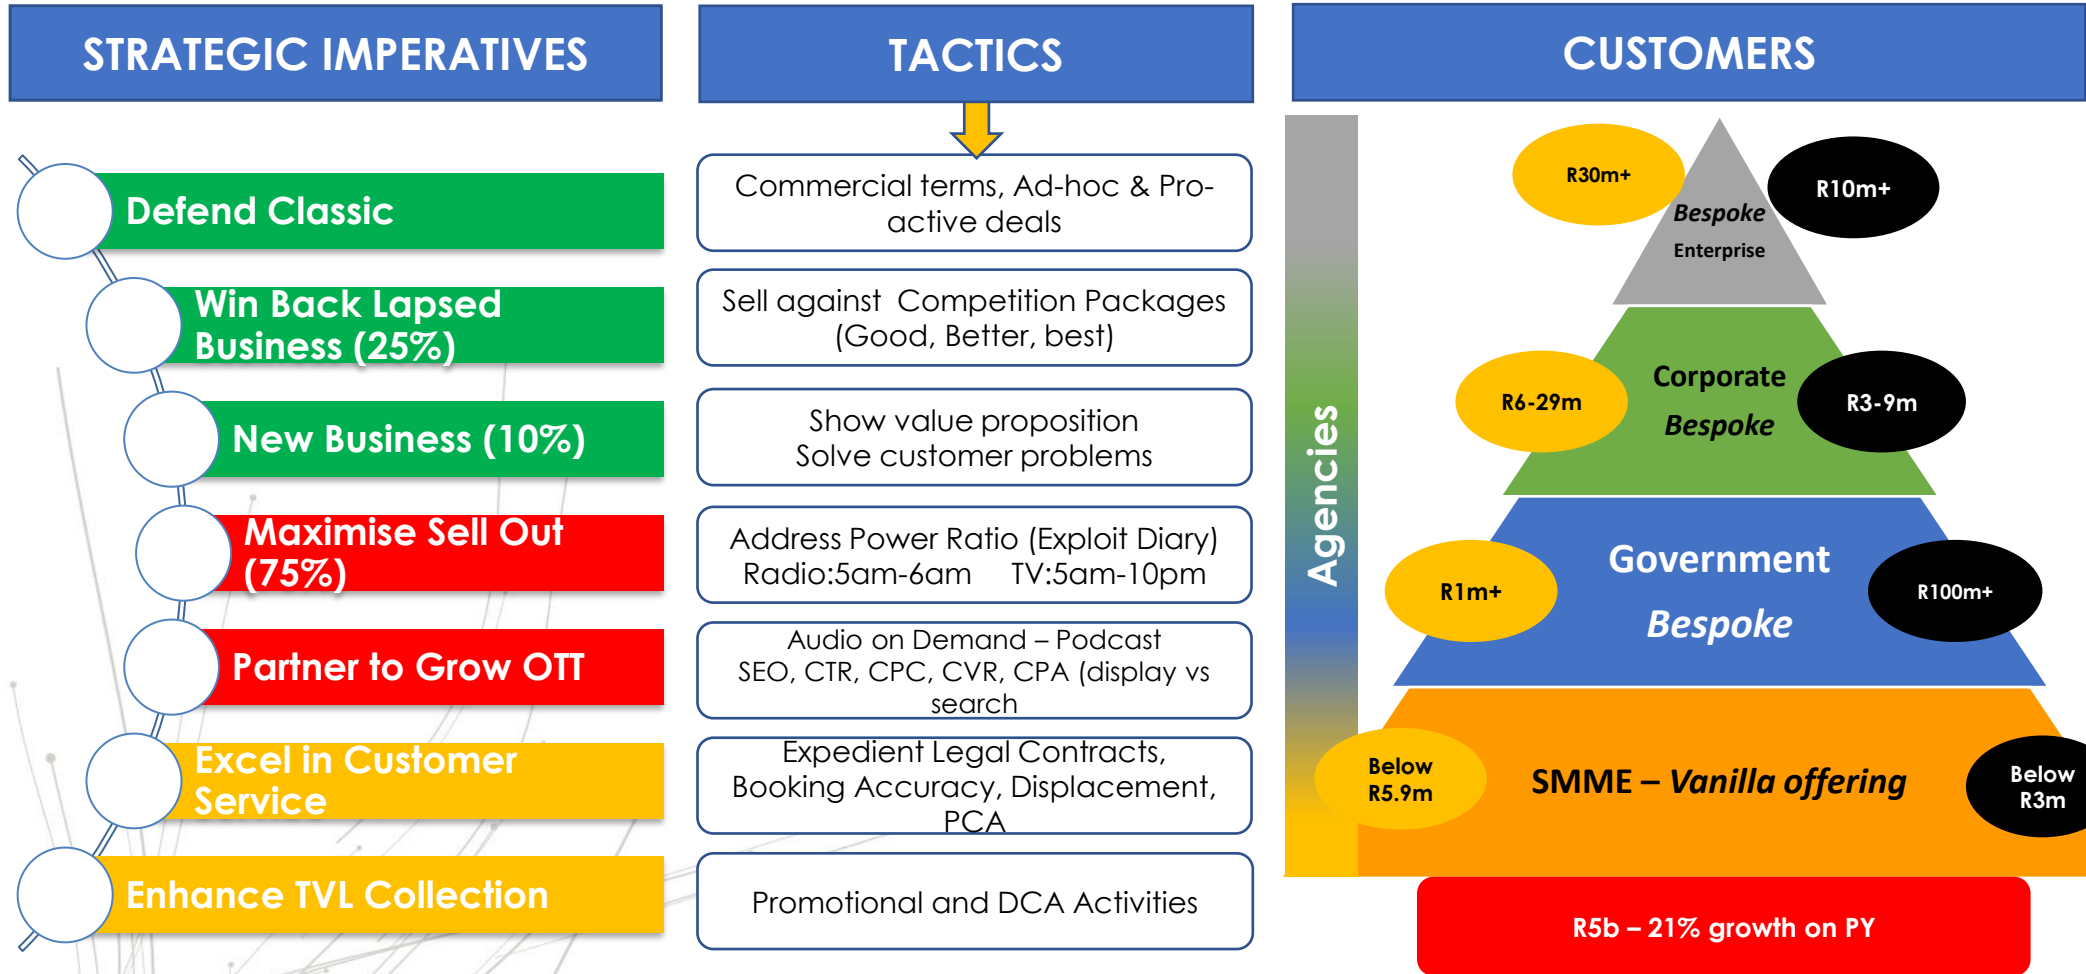 STRATEGIC IMPERATIVES
Defend Classic
Win Back Lapsed
Business (25%)
New Business (10%)
Maximise Sell Out
(75%)
Partner to Grow OTT
Excel in Customer
Service
Enhance TVL Collection
TACTICS
Commercial terms, Ad-hoc & Pro-
active deals
Sell against Competition Packages
(Good, Better, best)
Show value proposition
Solve customer problems
Address Power Ratio (Exploit Diary)
Radio:5am-6am TV:5am-10pm
Audio on Demand – Podcast
SEO, CTR, CPC, CVR, CPA (display vs
search
Expedient Legal Contracts,
Booking Accuracy, Displacement,
PCA
Promotional and DCA Activities
CUSTOMERS
Agencies
R30m+
Bespoke
Enterprise
R10m+
R6-29m
Corporate
Bespoke
R3-9m
R1m+
Government
Bespoke
R100m+
Below
R5.9m
SMME – Vanilla offering
Below
R3m
R5b – 21% growth on PY